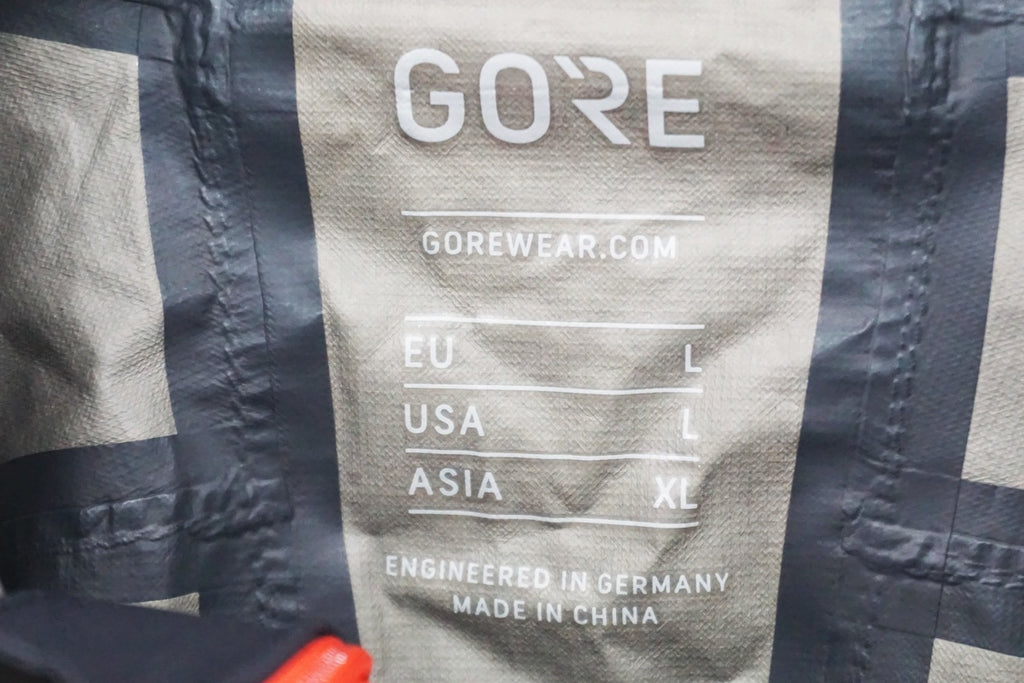 GORE
GOREWEAR.COM
EU L
USA L
ASIA XL
ENGINEERED IN GERMANY
MADE IN CHINA